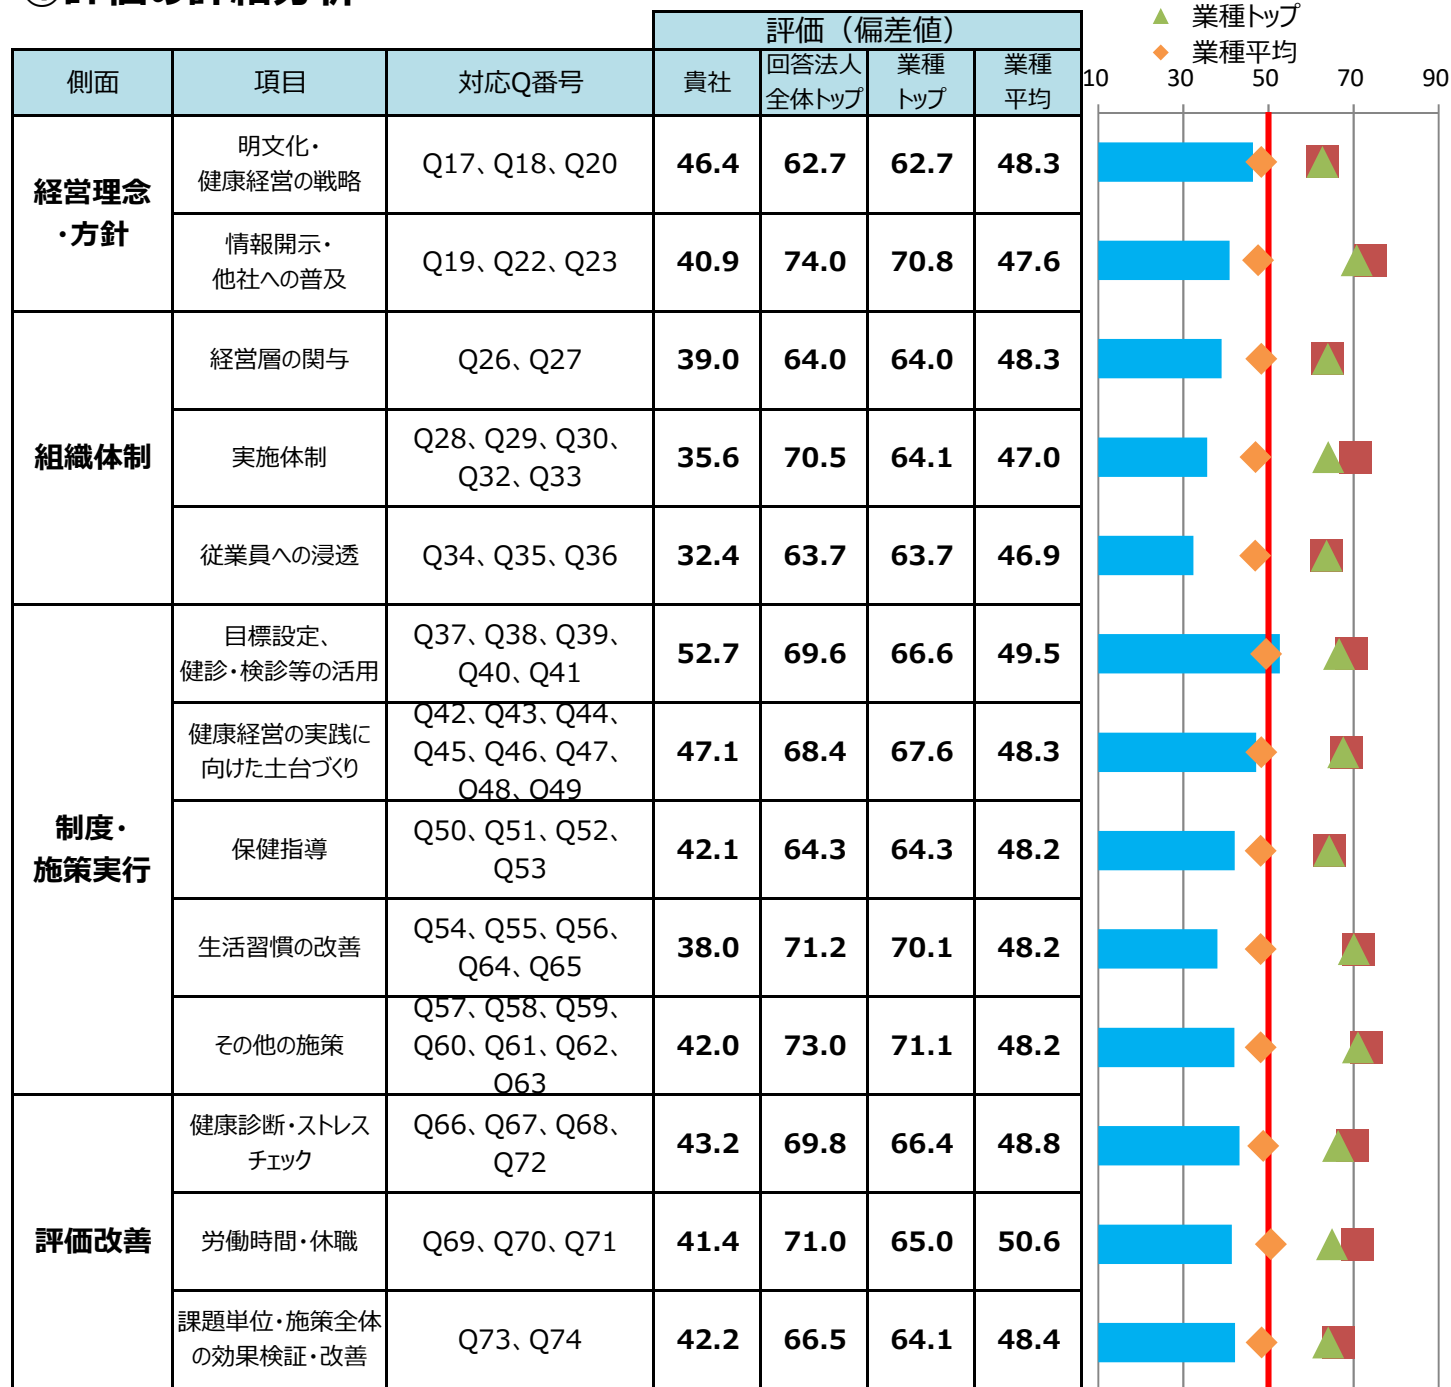 評価（偏差値）
▲ 業種トップ
◆ 業種平均
側面 項目 対応Q番号 貴社 回答法人 業種 業種
全体トップ トップ 平均
10 30 50 70 90
経営理念
・方針
明文化・
健康経営の戦略
Q17、Q18、Q20 46.4 62.7 62.7 48.3
情報開示・
他社への普及
Q19、Q22、Q23 40.9 74.0 70.8 47.6
組織体制
経営層の関与 Q26、Q27 39.0 64.0 64.0 48.3
実施体制
Q28、Q29、Q30、
Q32、Q33
35.6 70.5 64.1 47.0
従業員への浸透 Q34、Q35、Q36 32.4 63.7 63.7 46.9
制度・
施策実行
目標設定、
健診・検診等の活用
Q37、Q38、Q39、
Q40、Q41
52.7 69.6 66.6 49.5
健康経営の実践に
向けた土台づくり
Q42、Q43、Q44、
Q45、Q46、Q47、
Q48、Q49
47.1 68.4 67.6 48.3
保健指導
Q50、Q51、Q52、
Q53
42.1 64.3 64.3 48.2
生活習慣の改善
Q54、Q55、Q56、
Q64、Q65
38.0 71.2 70.1 48.2
その他の施策
Q57、Q58、Q59、
Q60、Q61、Q62、
Q63
42.0 73.0 71.1 48.2
評価改善
健康診断・ストレス
チェック
Q66、Q67、Q68、
Q72
43.2 69.8 66.4 48.8
労働時間・休職 Q69、Q70、Q71 41.4 71.0 65.0 50.6
課題単位・施策全体
の効果検証・改善
Q73、Q74 42.2 66.5 64.1 48.4